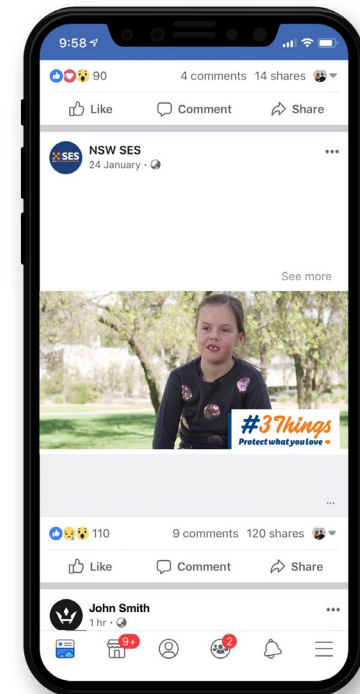 9:58
90 4 comments 14 shares
Like Comment Share
SES
NSW SES
24 January ·
See more
#3Things
Protect what you love
...
110 9 comments 120 shares
Like Comment Share
John Smith
1 hr ·
9+ 2